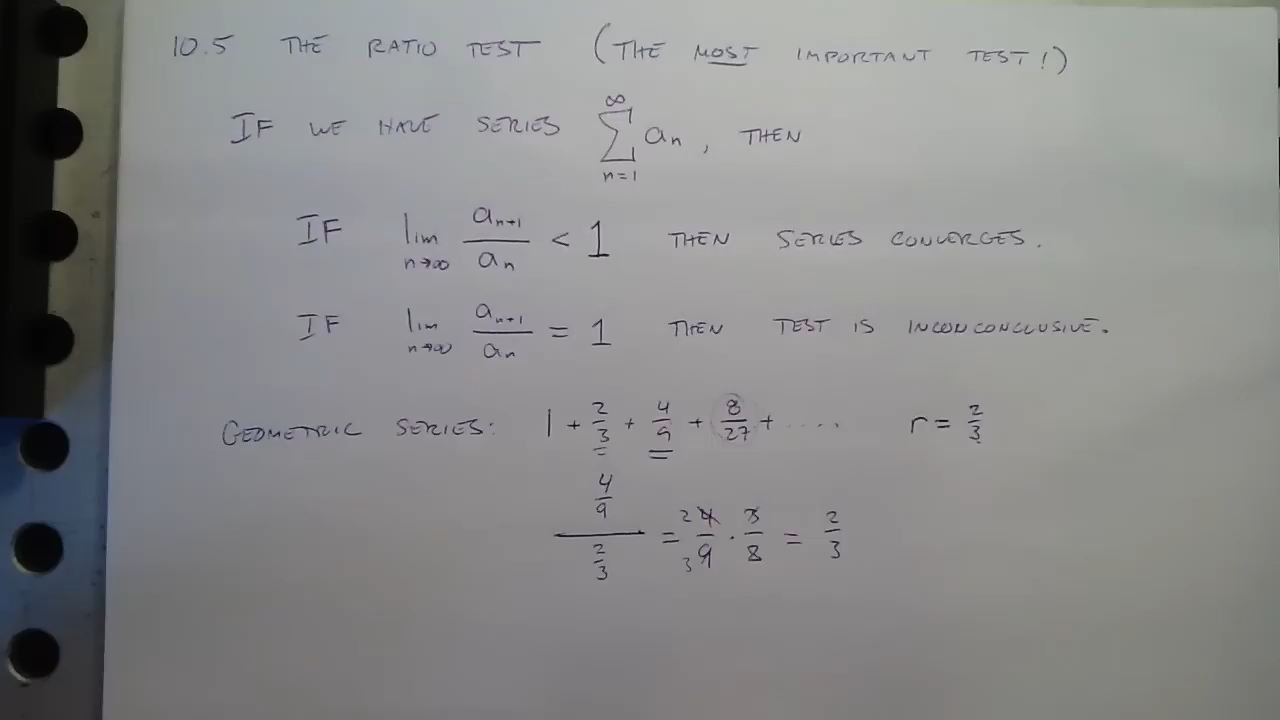 10.5 THE RATIO TEST (THE MOST IMPORTANT TEST!)
IF WE HAVE SERIES ∑_{n=1}^{∞} a_n, THEN
IF lim_{n→∞} a_{n+1}/a_n < 1 THEN SERIES CONVERGES.
IF lim_{n→∞} a_{n+1}/a_n = 1 THEN TEST IS INCONCONCLUSIVE.
GEOMETRIC SERIES: 1 + 2/3 + 4/9 + 8/27 + .... r = 2/3
(4/9)/(2/3) = 2 4/3 9 · 3/8 = 2/3